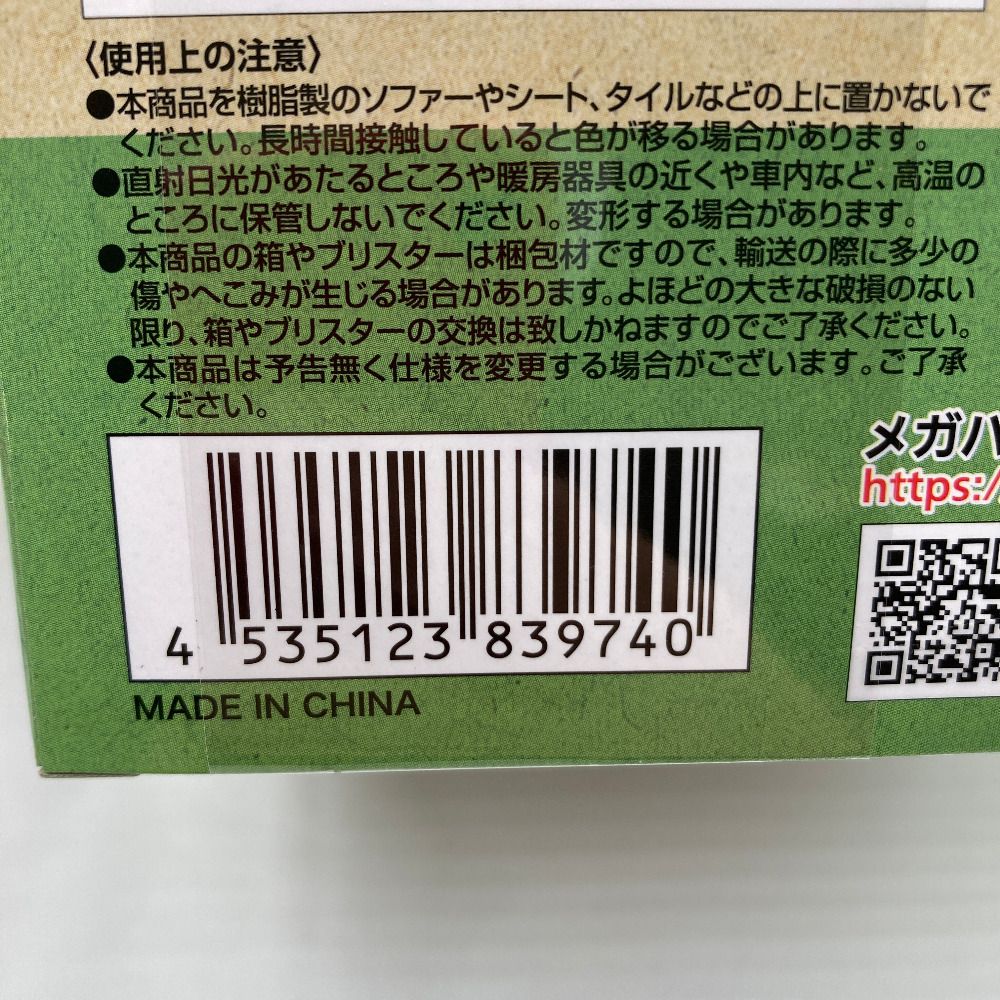 〈使用上の注意〉
●本商品を樹脂製のソファーやシート、タイルなどの上に置かないで
ください。長時間接触していると色が移る場合があります。
●直射日光があたるところや暖房器具の近くや車内など、高温の
ところに保管しないでください。変形する場合があります。
●本商品の箱やブリスターは梱包材ですので、輸送の際に多少の
傷やへこみが生じる場合があります。よほどの大きな破損のない
限り、箱やブリスターの交換は致しかねますのでご了承ください。
●本商品は予告無く仕様を変更する場合がございます。ご了承
ください。
メガハ
https:/
4 535123 839740
MADE IN CHINA